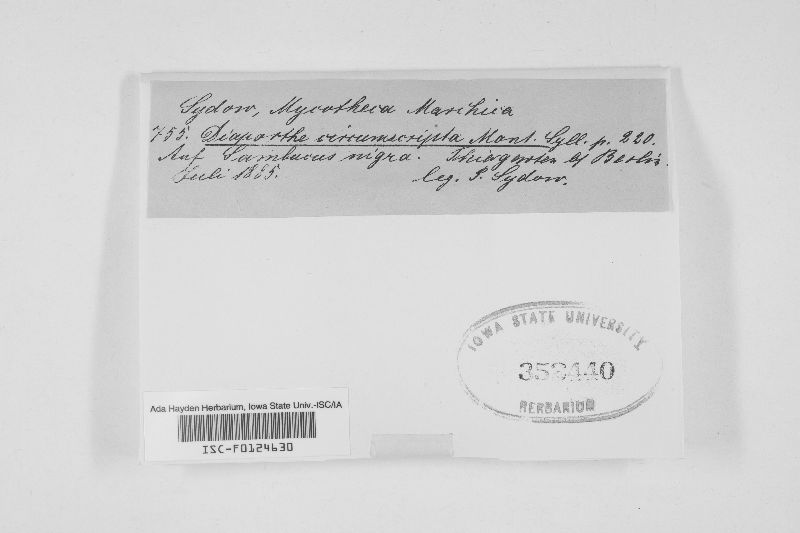 Sydow, Mycotheca Marchica
755. Diaporthe circumscripta Mont. Syll. p. 220.
Auf Sambucus nigra. Thiergarten b/ Berlin.
Juli 1885. leg. P. Sydow.
IOWA STATE UNIVERSITY
353440
HERBARIUM
Ada Hayden Herbarium, Iowa State Univ.-ISC/IA
ISC-F0124630